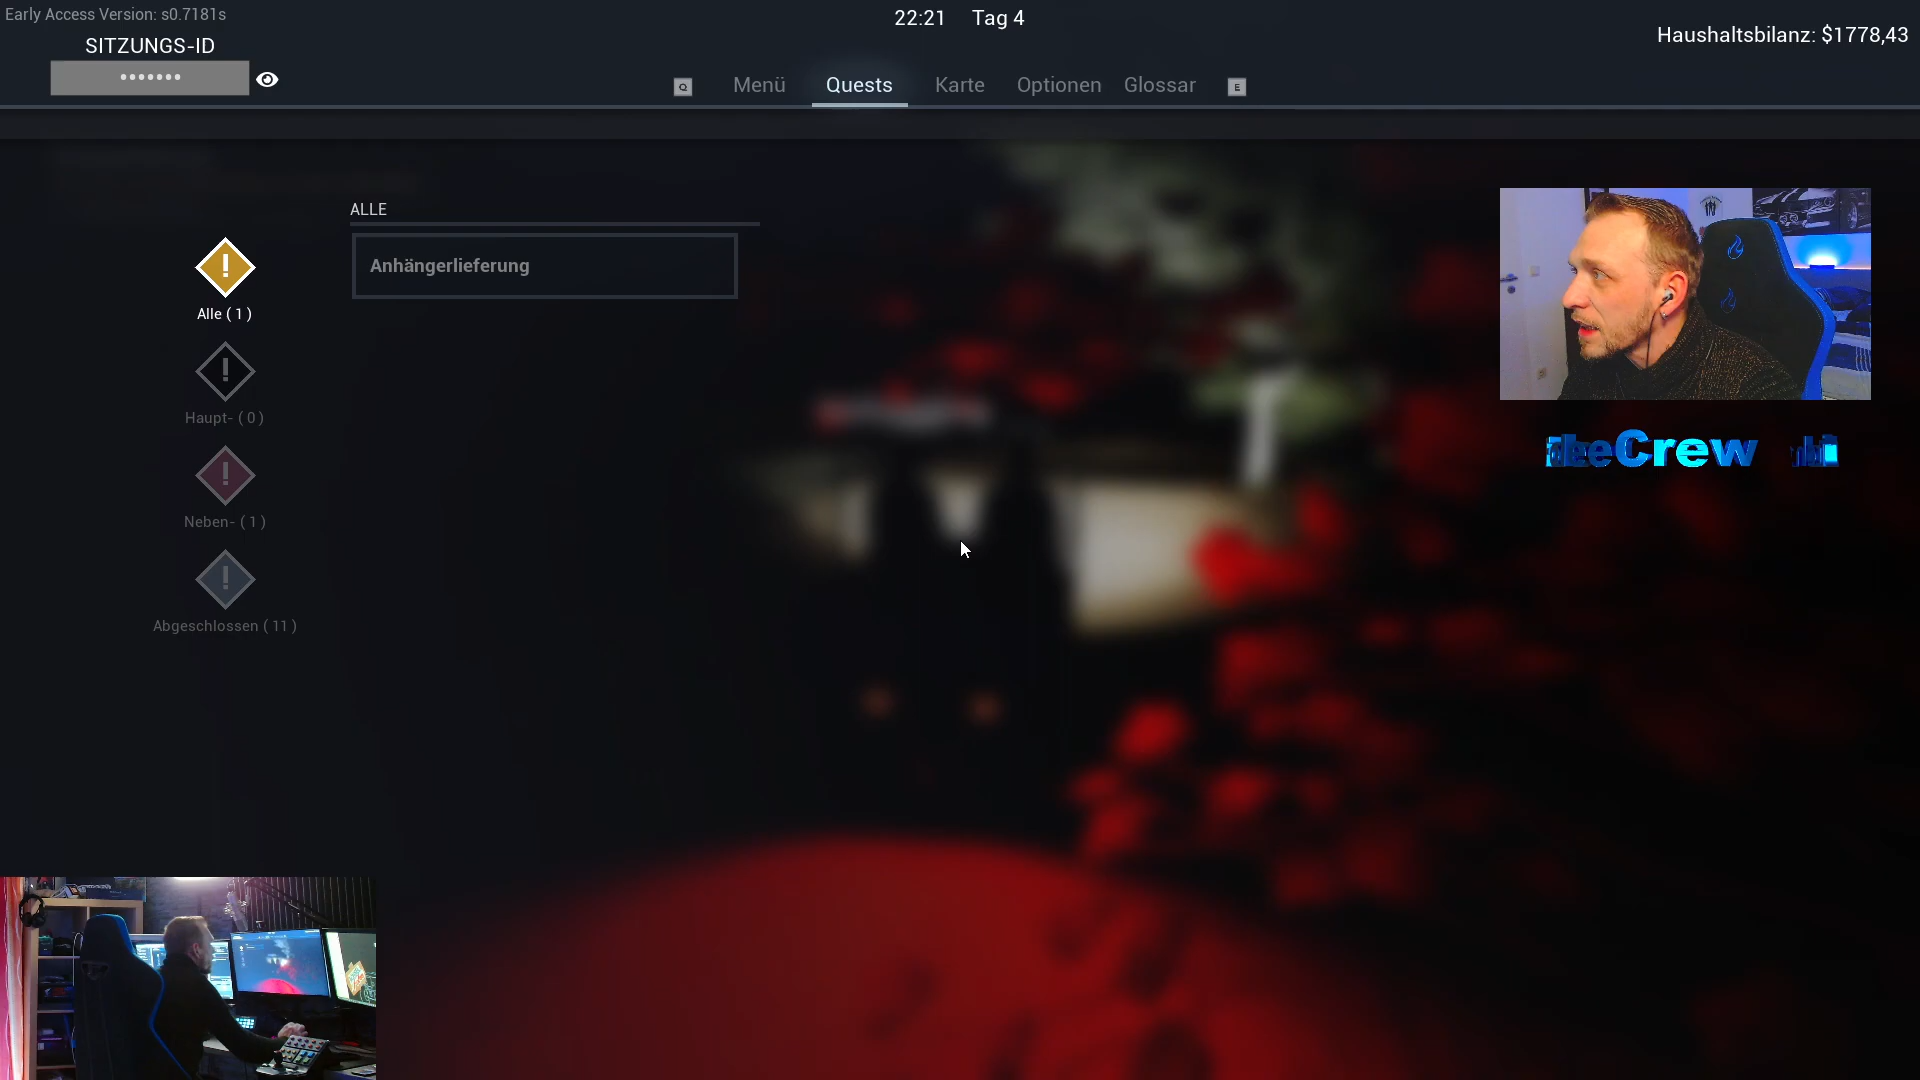 Early Access Version: s0.7181s
22:21 Tag 4
Haushaltsbilanz: $1778,43
SITZUNGS-ID
•••••••
Q Menü Quests Karte Optionen Glossar E
ALLE
Anhängerlieferung
Alle ( 1 )
Haupt- ( 0 )
Neben- ( 1 )
Abgeschlossen ( 11 )
Crew